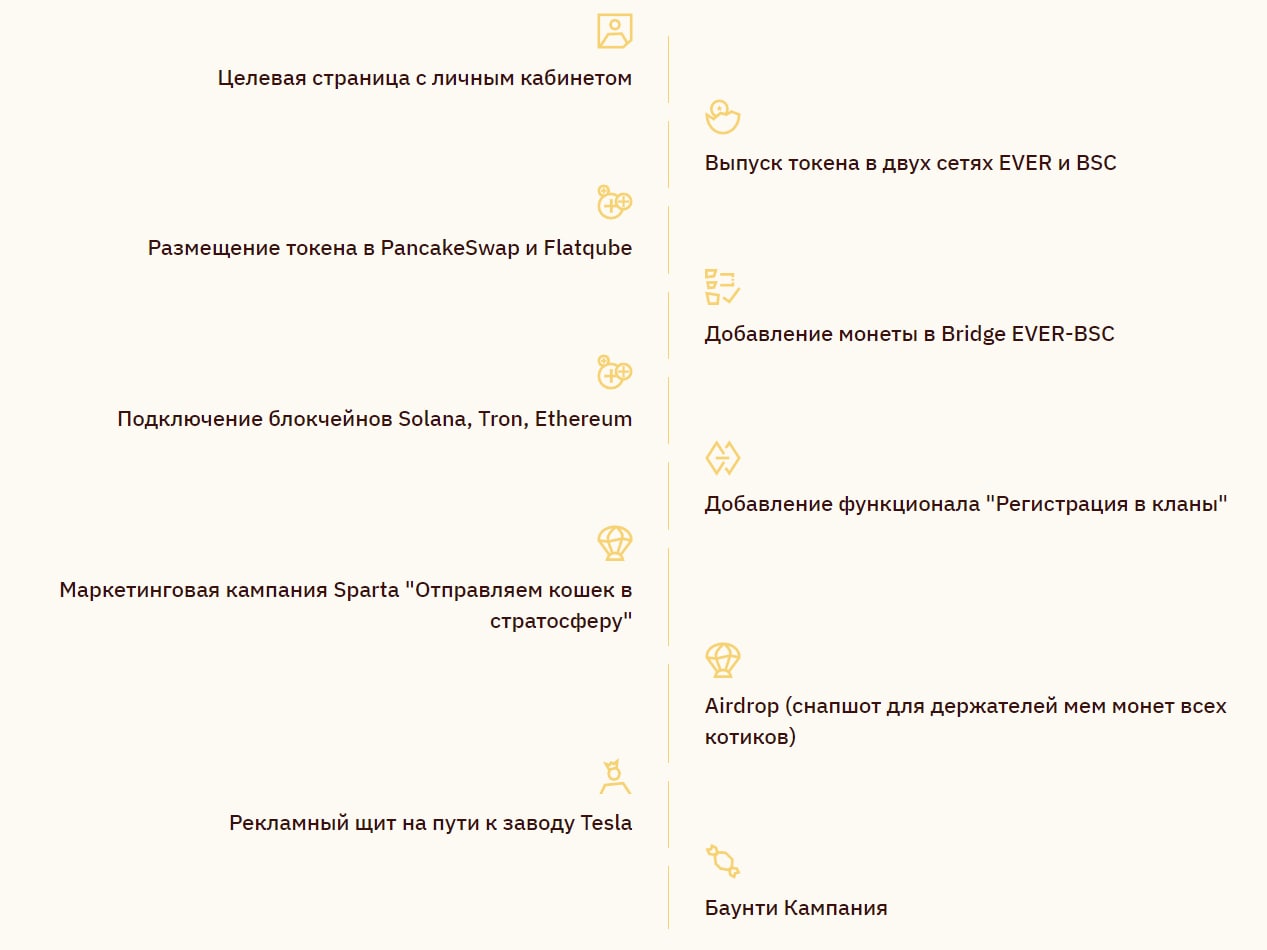 Целевая страница с личным кабинетом
Выпуск токена в двух сетях EVER и BSC
Размещение токена в PancakeSwap и Flatqube
Добавление монеты в Bridge EVER-BSC
Подключение блокчейнов Solana, Tron, Ethereum
Добавление функционала "Регистрация в кланы"
Маркетинговая кампания Sparta "Отправляем кошек в
стратосферу"
Airdrop (снапшот для держателей мем монет всех
котиков)
Рекламный щит на пути к заводу Tesla
Баунти Кампания